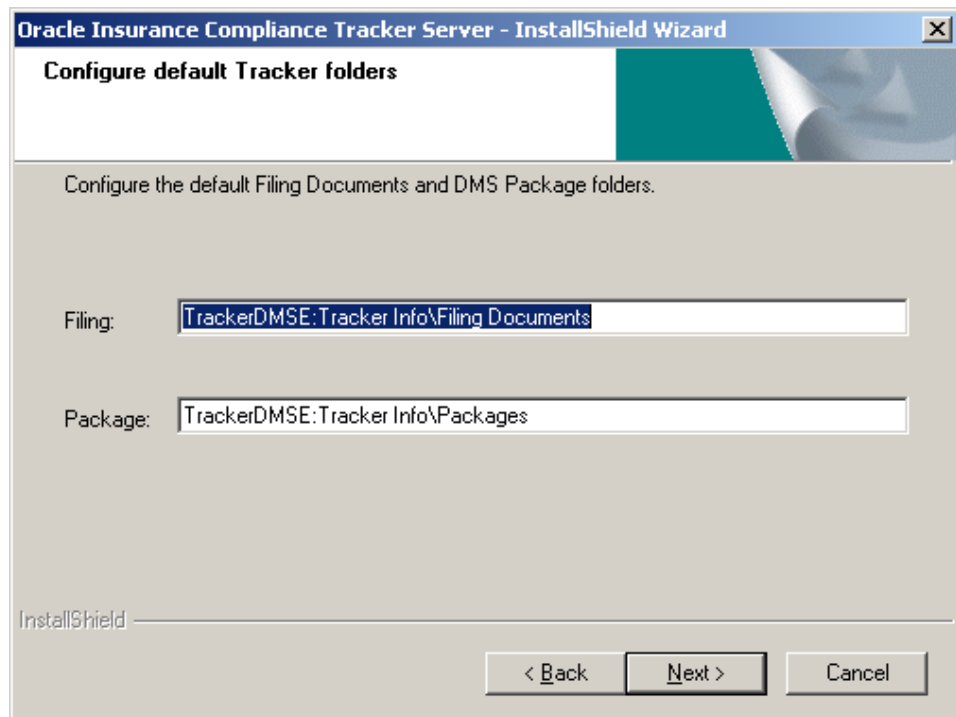 Oracle Insurance Compliance Tracker Server - InstallShield Wizard
Configure default Tracker folders
Configure the default Filing Documents and DMS Package folders.
Filing: TrackerDMSE:Tracker Info\Filing Documents
Package: TrackerDMSE:Tracker Info\Packages
InstallShield
< Back Next > Cancel